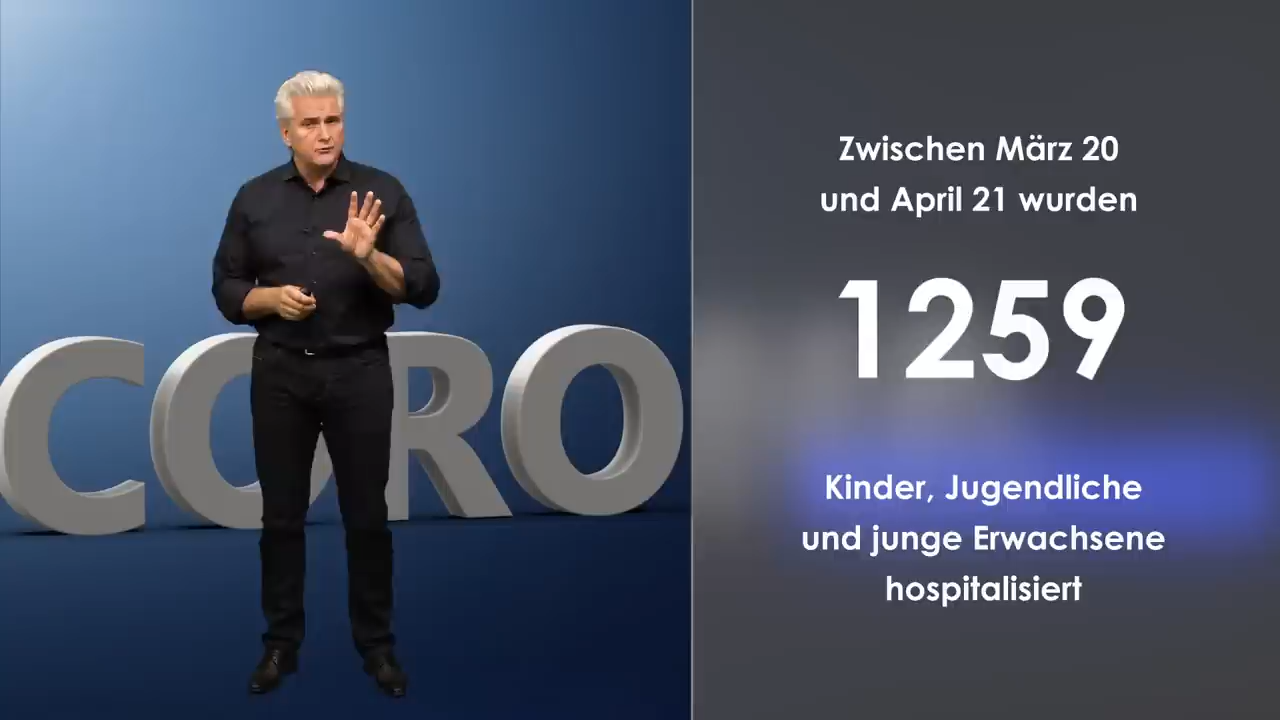 CORO
Zwischen März 20
und April 21 wurden
1259
Kinder, Jugendliche
und junge Erwachsene
hospitalisiert